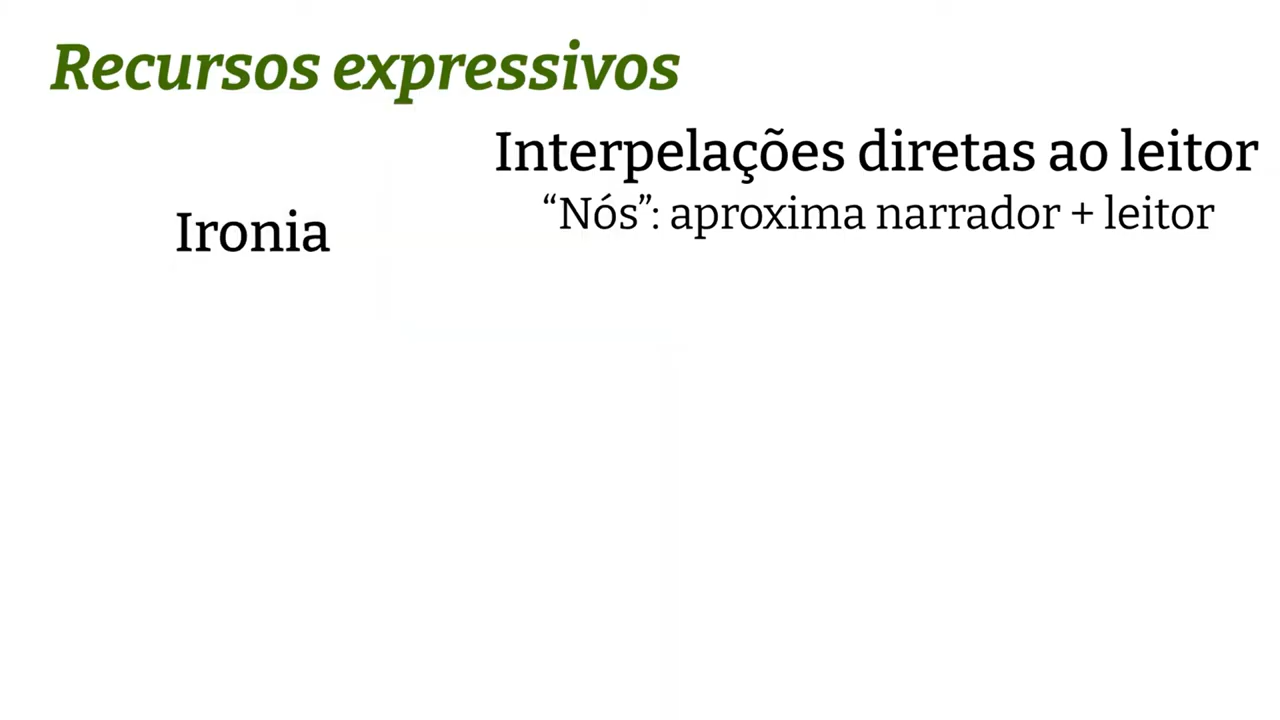 Recursos expressivos
Interpelações diretas ao leitor
“Nós”: aproxima narrador + leitor
Ironia